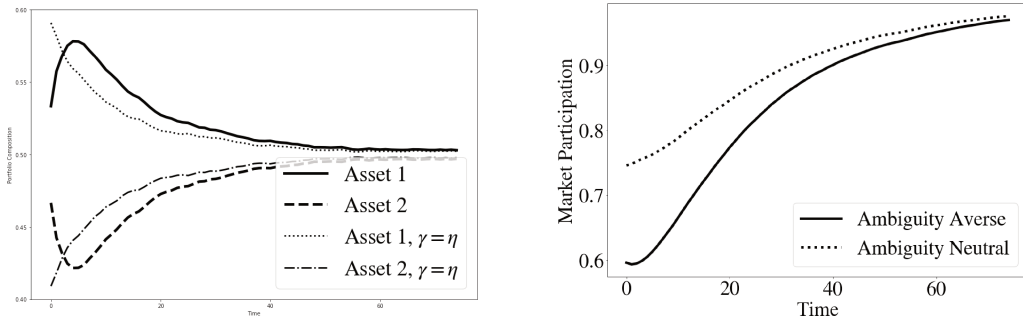 0.60
0.55
0.50
0.45
0.40
Portfolio Composition
0
20
40
60
Time
Asset 1
Asset 2
Asset 1, γ = η
Asset 2, γ = η
0.9
0.8
0.7
0.6
Market Participation
0
20
40
60
Time
Ambiguity Averse
Ambiguity Neutral